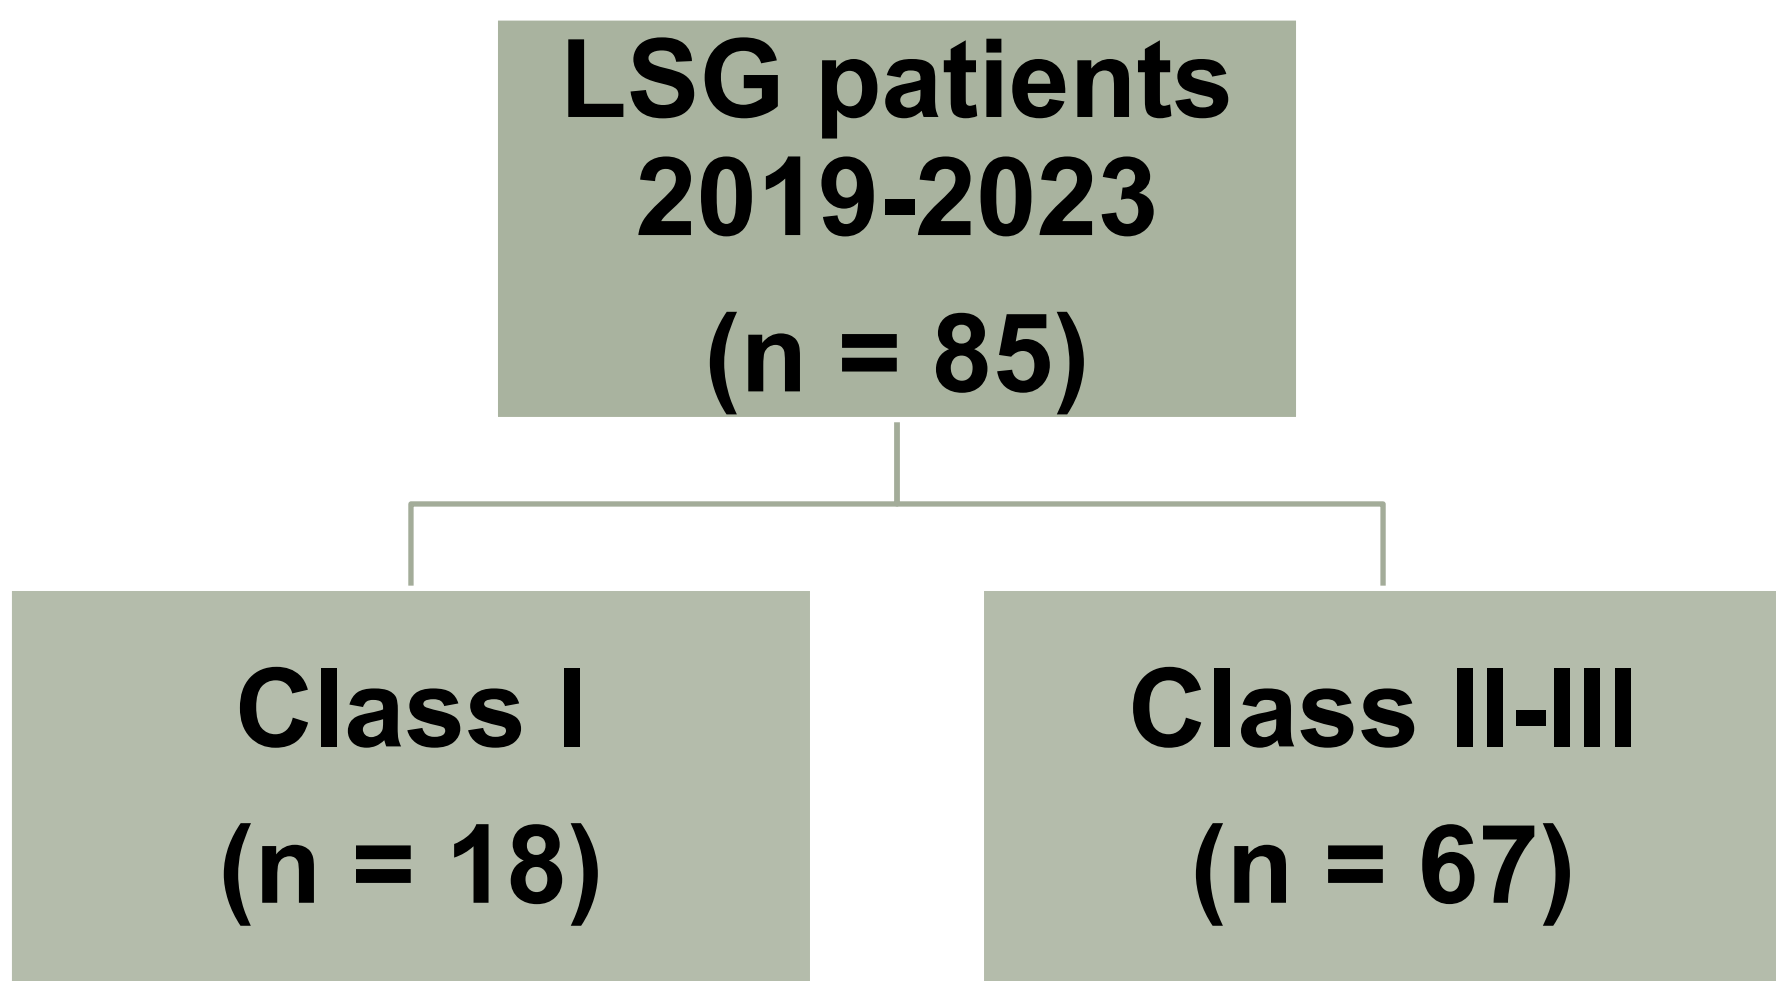 LSG patients
2019-2023
(n = 85)
Class I
(n = 18)
Class II-III
(n = 67)